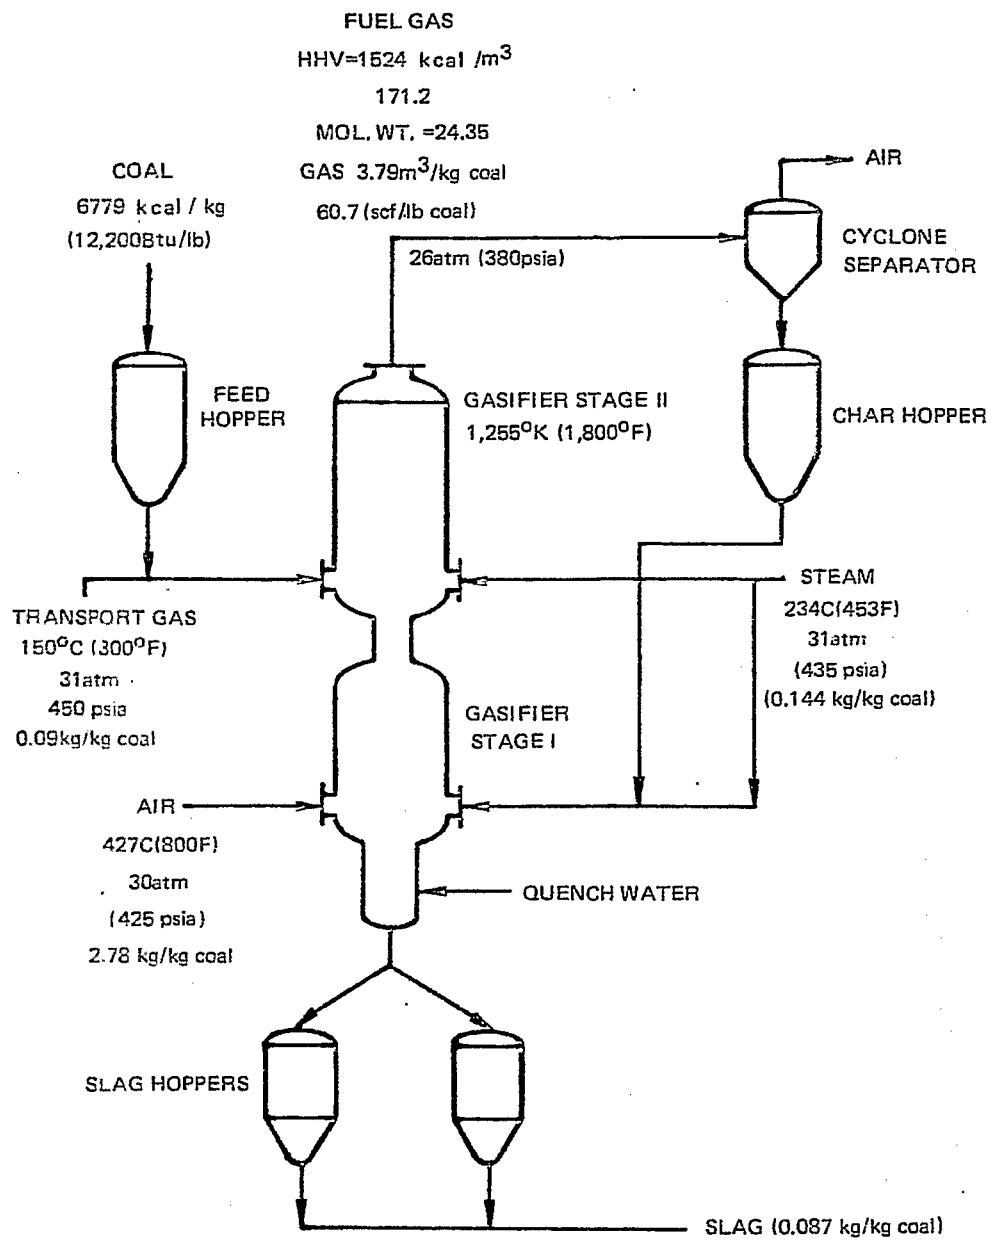 FUEL GAS
HHV=1524 kcal /m3
171.2
MOL. WT. =24.35
GAS 3.79m3/kg coal
60.7 (scf/lb coal)
COAL
6779 kcal / kg
(12,200Btu/lb)
AIR
CYCLONE
SEPARATOR
26atm (380psia)
FEED
HOPPER
GASIFIER STAGE II
1,255°K (1,800°F)
CHAR HOPPER
TRANSPORT GAS
150°C (300°F)
31atm
450 psia
0.09kg/kg coal
STEAM
234C(453F)
31atm
(435 psia)
(0.144 kg/kg coal)
GASIFIER
STAGE I
AIR
427C(800F)
30atm
(425 psia)
2.78 kg/kg coal
QUENCH WATER
SLAG HOPPERS
SLAG (0.087 kg/kg coal)